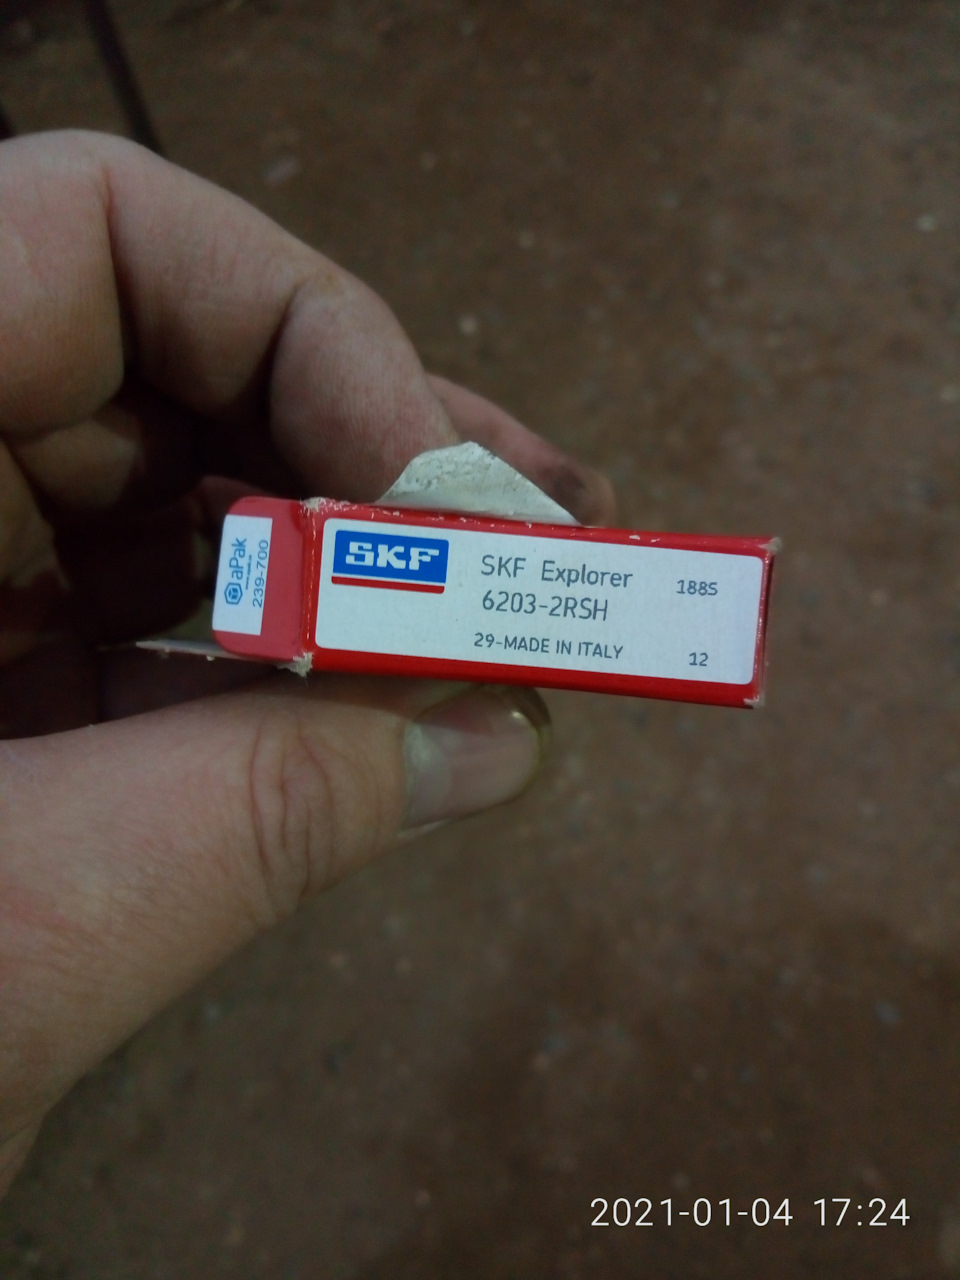 aPak
239-700
SKF
SKF Explorer
6203-2RSH
29-MADE IN ITALY
1885
12
2021-01-04 17:24